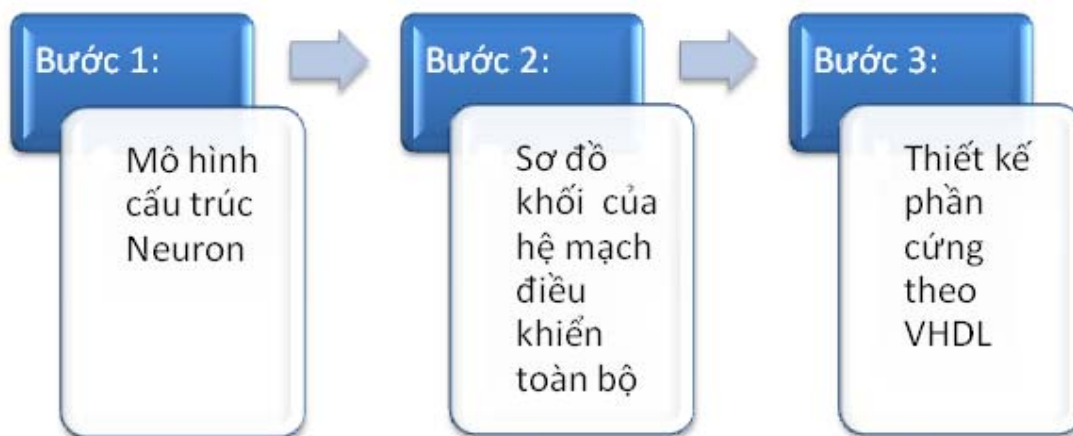 Bước 1:
Mô hình
cấu trúc
Neuron
Bước 2:
Sơ đồ
khối của
hệ mạch
điều
khiển
toàn bộ
Bước 3:
Thiết kế
phần
cứng
theo
VHDL